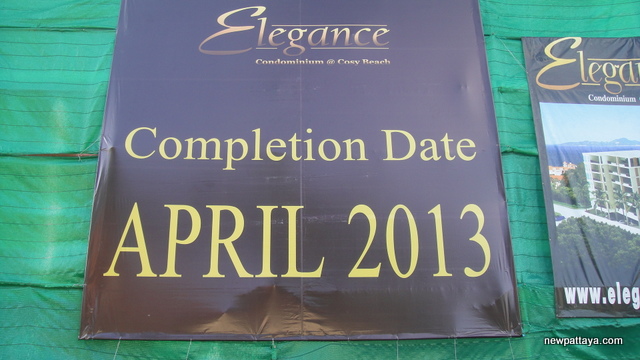 Elegance
Condominium @ Cosy Beach
Completion Date
APRIL 2013
Condominium
www.eleg
newpattaya.com